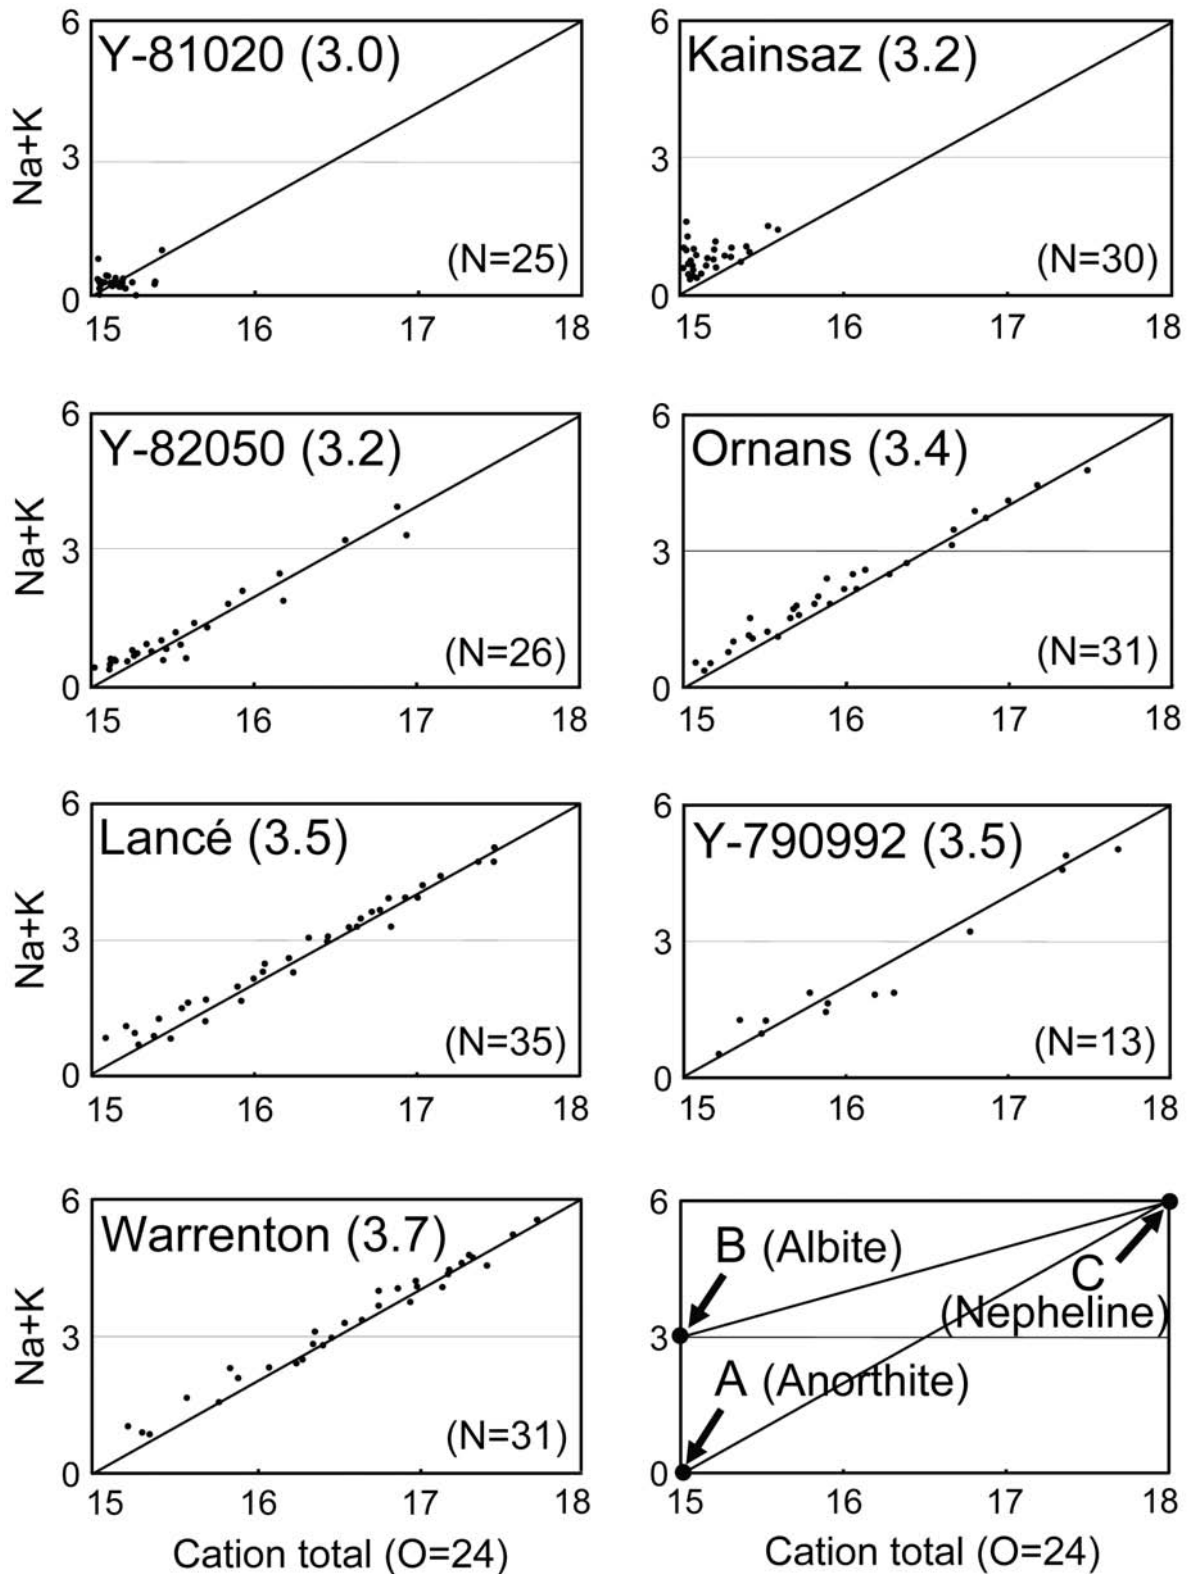 6
Y-81020 (3.0)
Na+K
3
(N=25)
0
15
16
17
18
6
Kainsaz (3.2)
3
(N=30)
0
15
16
17
18
6
Y-82050 (3.2)
Na+K
3
(N=26)
0
15
16
17
18
6
Ornans (3.4)
3
(N=31)
0
15
16
17
18
6
Lancé (3.5)
Na+K
3
(N=35)
0
15
16
17
18
6
Y-790992 (3.5)
3
(N=13)
0
15
16
17
18
6
Warrenton (3.7)
Na+K
3
(N=31)
0
15
16
17
18
Cation total (O=24)
6
B (Albite)
C
(Nepheline)
3
A (Anorthite)
0
15
16
17
18
Cation total (O=24)